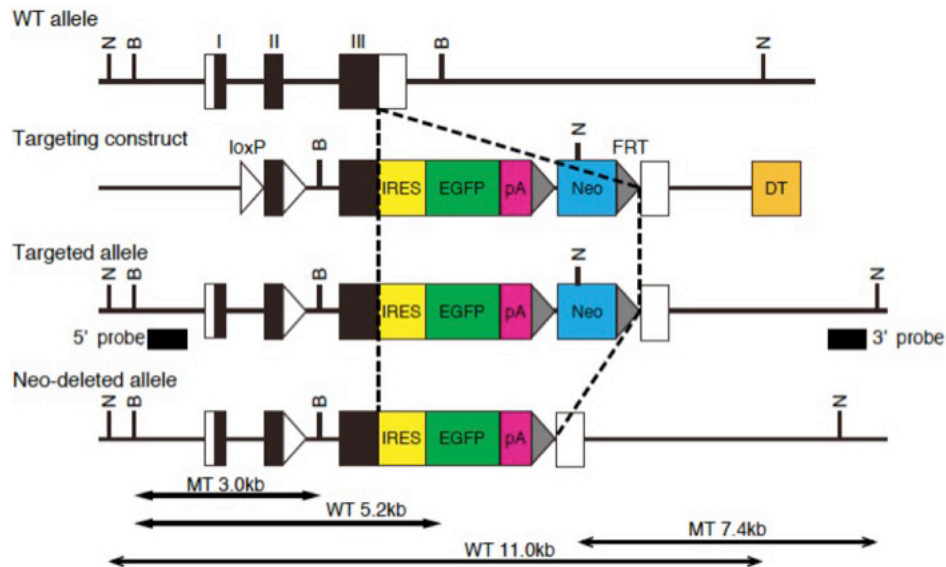 WT allele
N B I II III B N
Targeting construct
loxP B N FRT
IRES EGFP pA Neo DT
Targeted allele
N B B N N
IRES EGFP pA Neo
5' probe 3' probe
Neo-deleted allele
N B B N
IRES EGFP pA
MT 3.0kb
WT 5.2kb
MT 7.4kb
WT 11.0kb